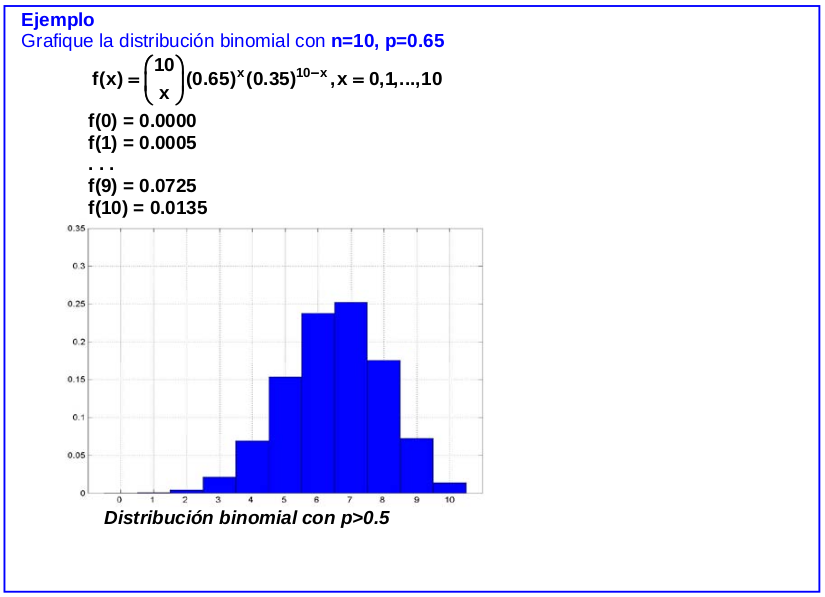 Ejemplo
Grafique la distribución binomial con n=10, p=0.65
f(x) = (10 x) (0.65)^x (0.35)^10−x , x = 0,1,...,10
f(0) = 0.0000
f(1) = 0.0005
. . .
f(9) = 0.0725
f(10) = 0.0135
0.35
0.3
0.25
0.2
0.15
0.1
0.05
0
0 1 2 3 4 5 6 7 8 9 10
Distribución binomial con p>0.5